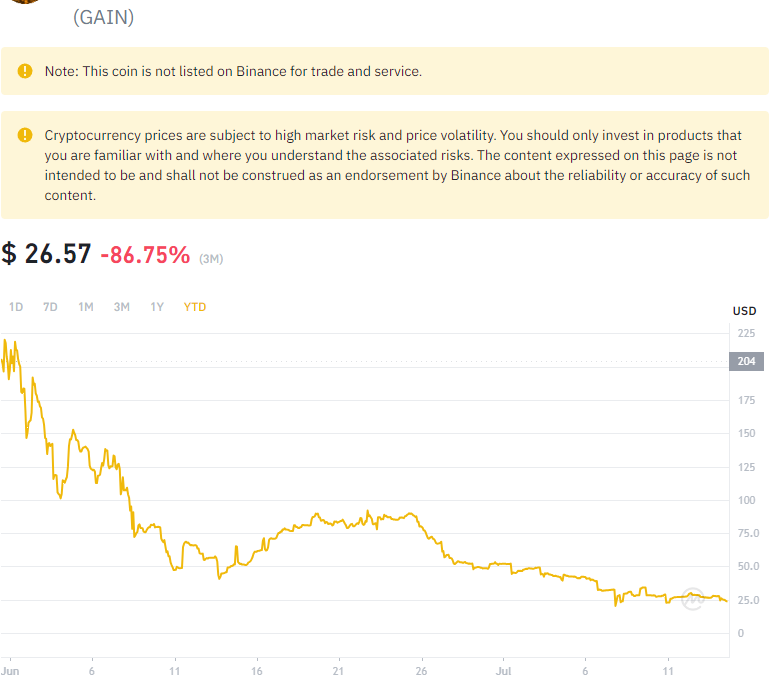 (GAIN)
Note: This coin is not listed on Binance for trade and service.
Cryptocurrency prices are subject to high market risk and price volatility. You should only invest in products that
you are familiar with and where you understand the associated risks. The content expressed on this page is not
intended to be and shall not be construed as an endorsement by Binance about the reliability or accuracy of such
content.
$ 26.57 -86.75% (3M)
1D 7D 1M 3M 1Y YTD
USD
225
204
175
150
125
100
75.0
50.0
25.0
0
Jun 6 11 16 21 26 Jul 6 11